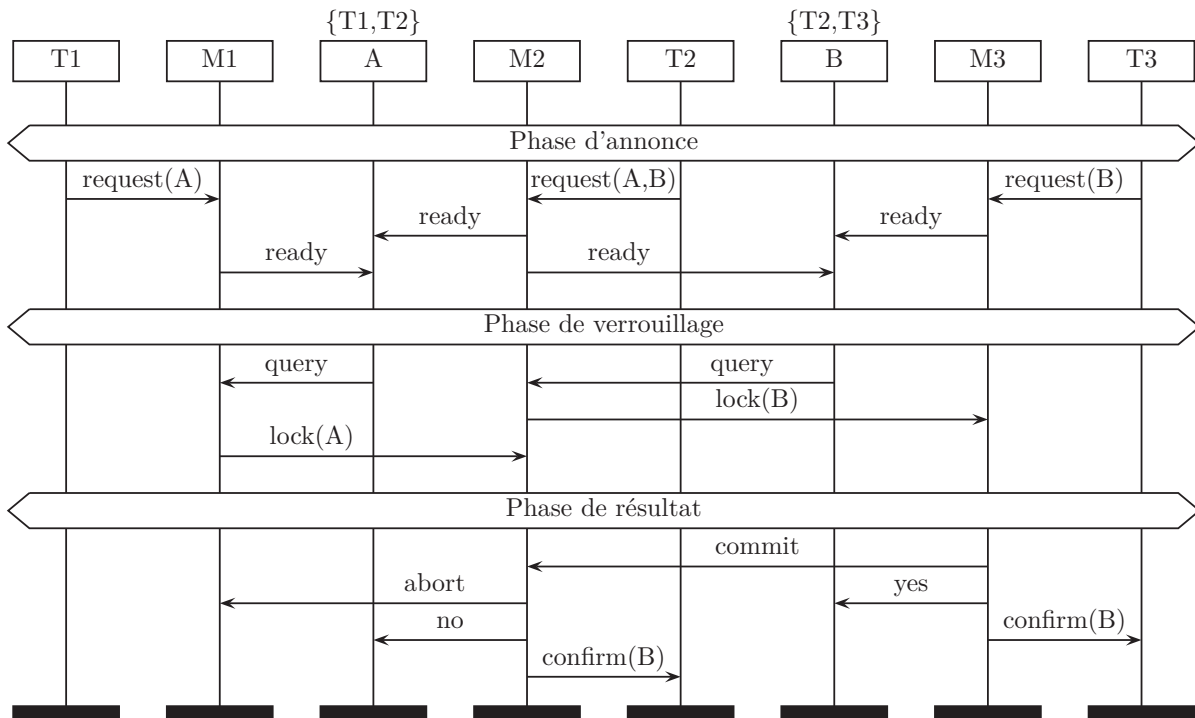 {T1,T2} {T2,T3}
T1 M1 A M2 T2 B M3 T3
Phase d'annonce
request(A) request(A,B) request(B)
ready ready
ready ready
Phase de verrouillage
query query
lock(B)
lock(A)
Phase de résultat
commit
abort yes
no confirm(B)
confirm(B)